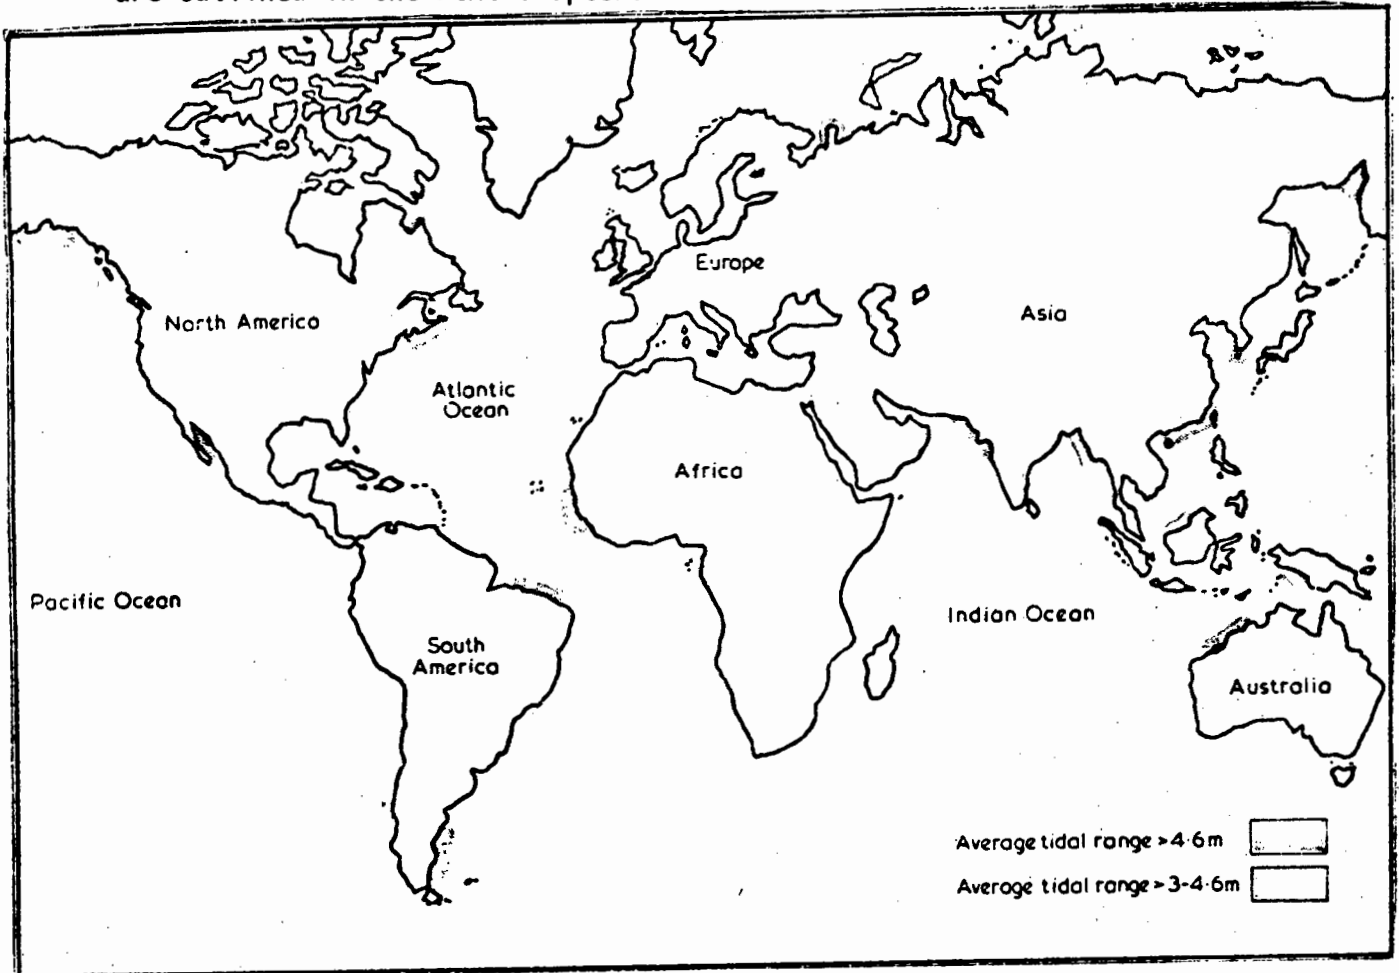 North America
Europe
Asia
Atlantic
Ocean
Africa
Pacific Ocean
South
America
Indian Ocean
Australia
Average tidal range >4·6m
Average tidal range >3-4·6m